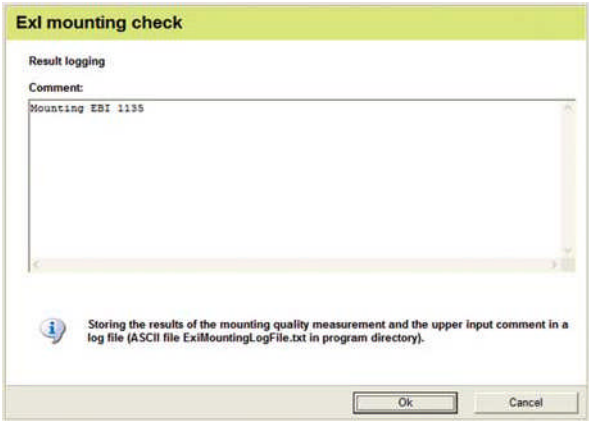 ExI mounting check
Result logging
Comment:
Mounting EBI 1135
Storing the results of the mounting quality measurement and the upper input comment in a
log file (ASCII file ExiMountingLogFile.txt in program directory).
Ok
Cancel